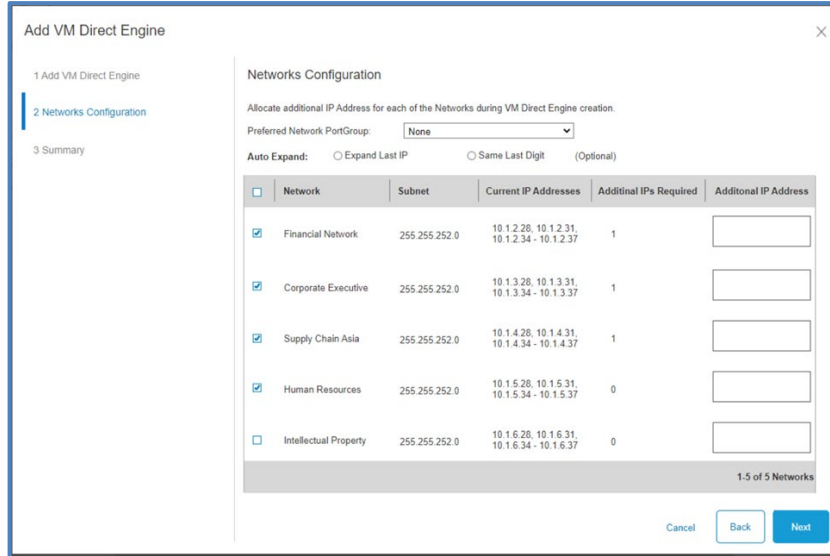 Add VM Direct Engine
1 Add VM Direct Engine
2 Networks Configuration
3 Summary
Networks Configuration
Allocate additional IP Address for each of the Networks during VM Direct Engine creation.
Preferred Network PortGroup: None
Auto Expand: Expand Last IP Same Last Digit (Optional)
Network Subnet Current IP Addresses Additinal IPs Required Additonal IP Address
Financial Network 255.255.252.0 10.1.2.28, 10.1.2.31, 1
10.1.2.34 - 10.1.2.37
Corporate Executive 255.255.252.0 10.1.3.28, 10.1.3.31, 1
10.1.3.34 - 10.1.3.37
Supply Chain Asia 255.255.252.0 10.1.4.28, 10.1.4.31, 1
10.1.4.34 - 10.1.4.37
Human Resources 255.255.252.0 10.1.5.28, 10.1.5.31, 0
10.1.5.34 - 10.1.5.37
Intellectual Property 255.255.252.0 10.1.6.28, 10.1.6.31, 0
10.1.6.34 - 10.1.6.37
1-5 of 5 Networks
Cancel Back Next